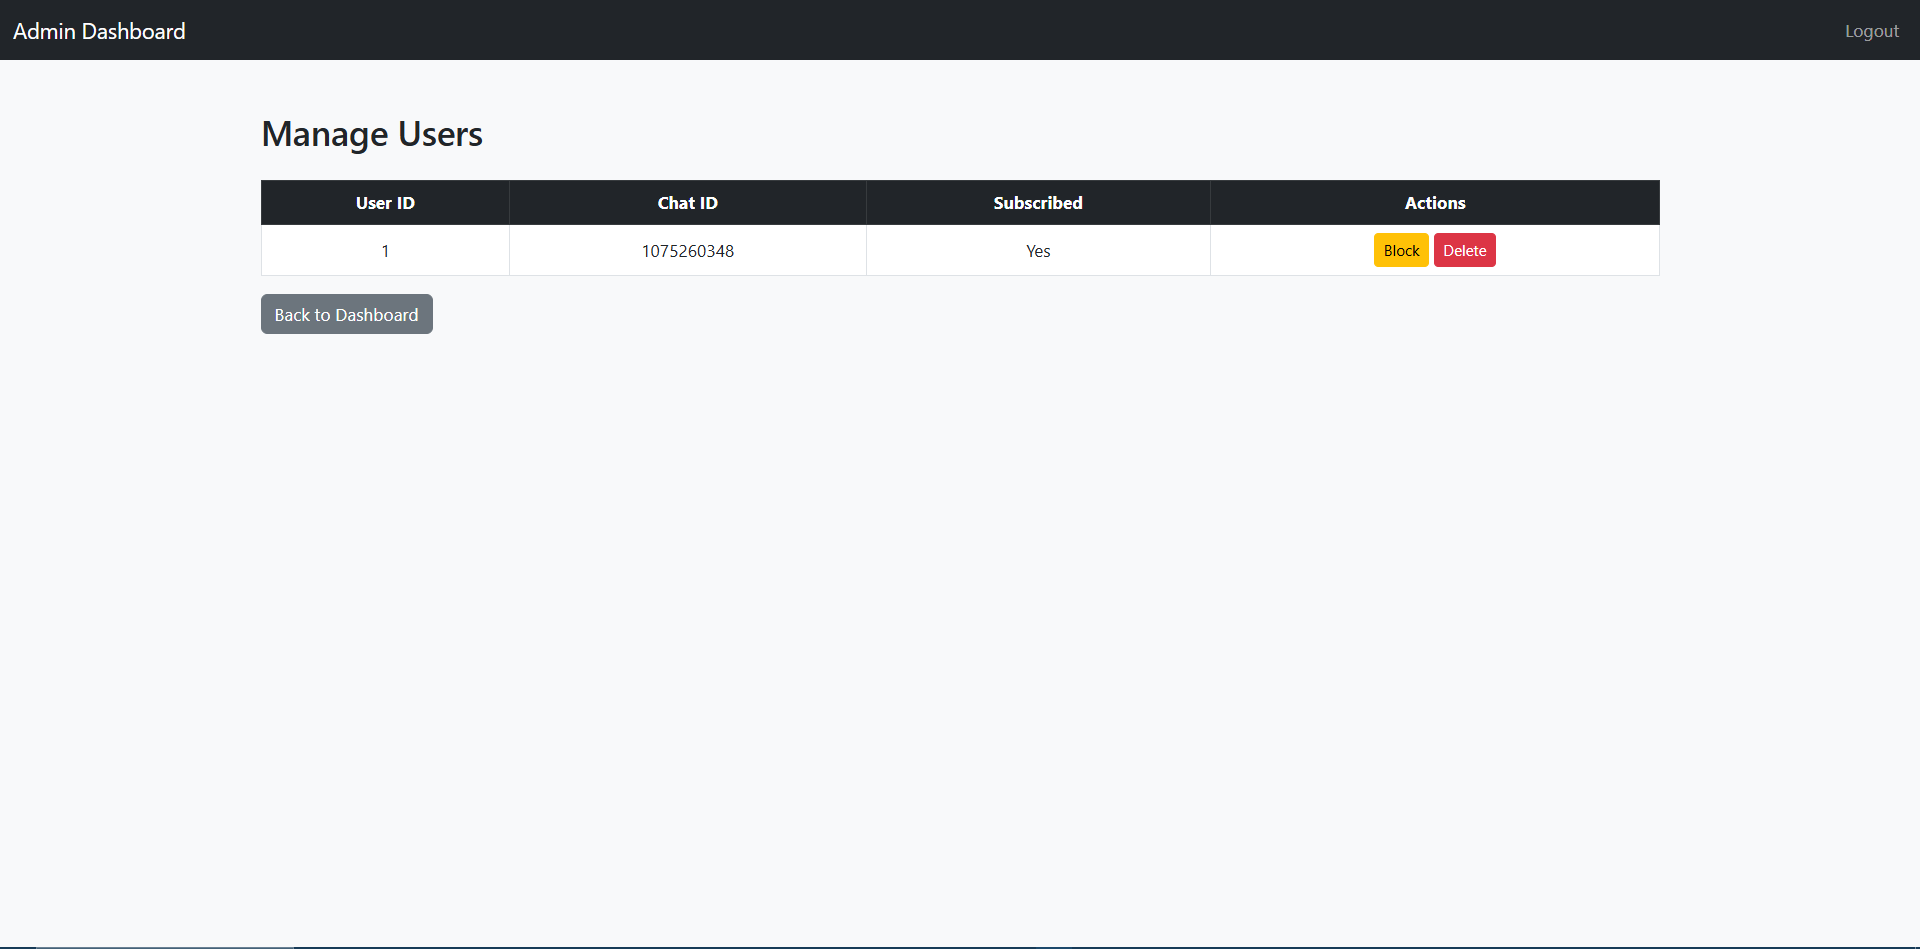 Admin Dashboard
Logout
Manage Users
User ID Chat ID Subscribed Actions
1 1075260348 Yes Block Delete
Back to Dashboard